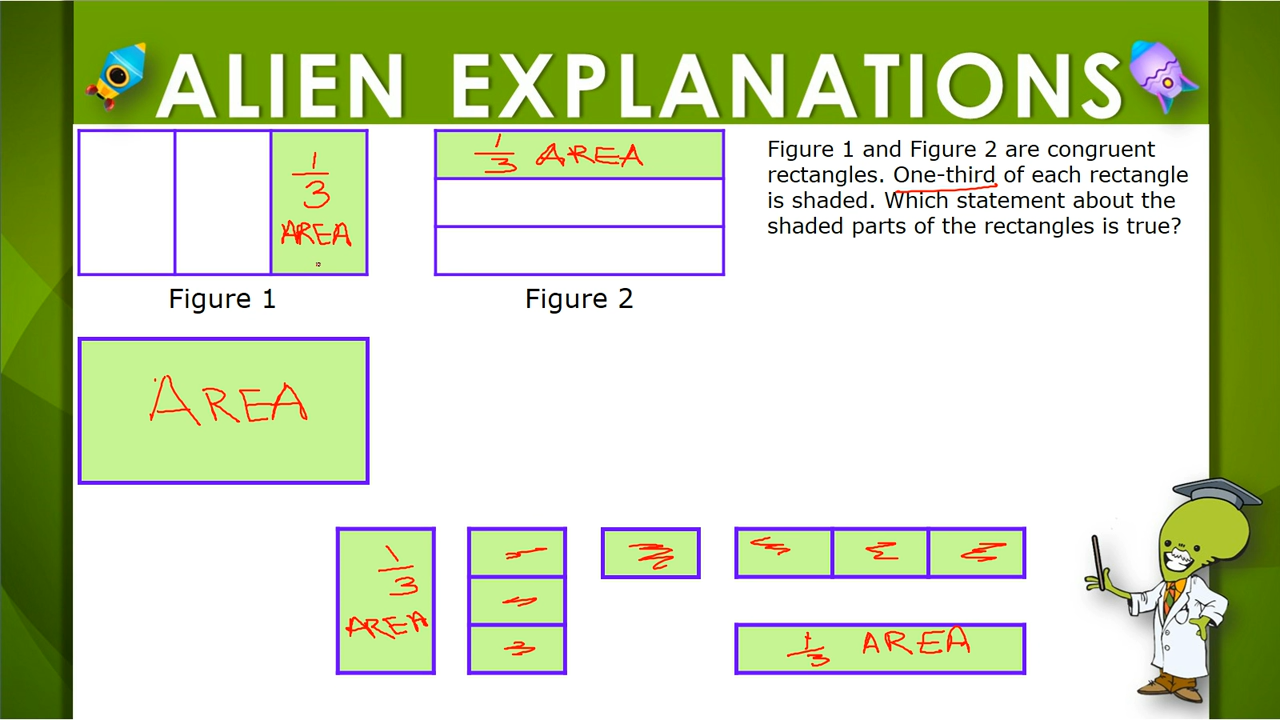 ALIEN EXPLANATIONS
1
3
AREA
1/3 AREA
Figure 1 and Figure 2 are congruent
rectangles. One-third of each rectangle
is shaded. Which statement about the
shaded parts of the rectangles is true?
Figure 1
Figure 2
AREA
1
3
AREA
1/3 AREA